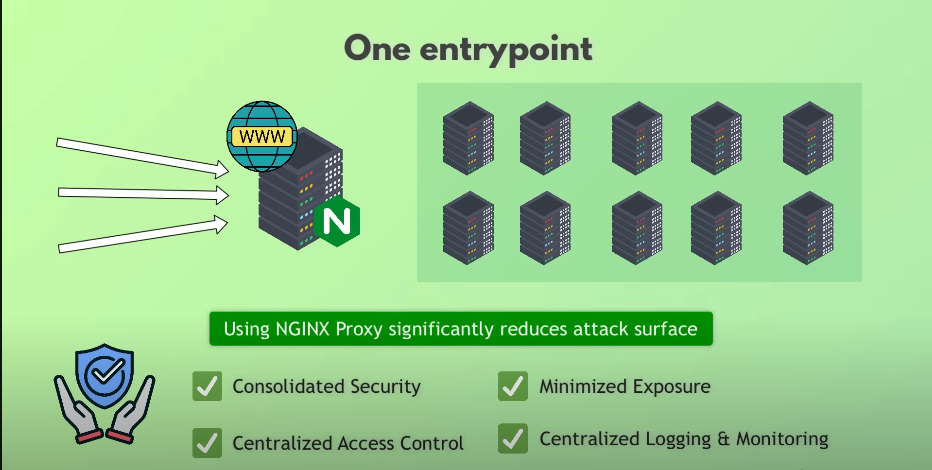 One entrypoint
WWW
N
Using NGINX Proxy significantly reduces attack surface
Consolidated Security
Minimized Exposure
Centralized Access Control
Centralized Logging & Monitoring